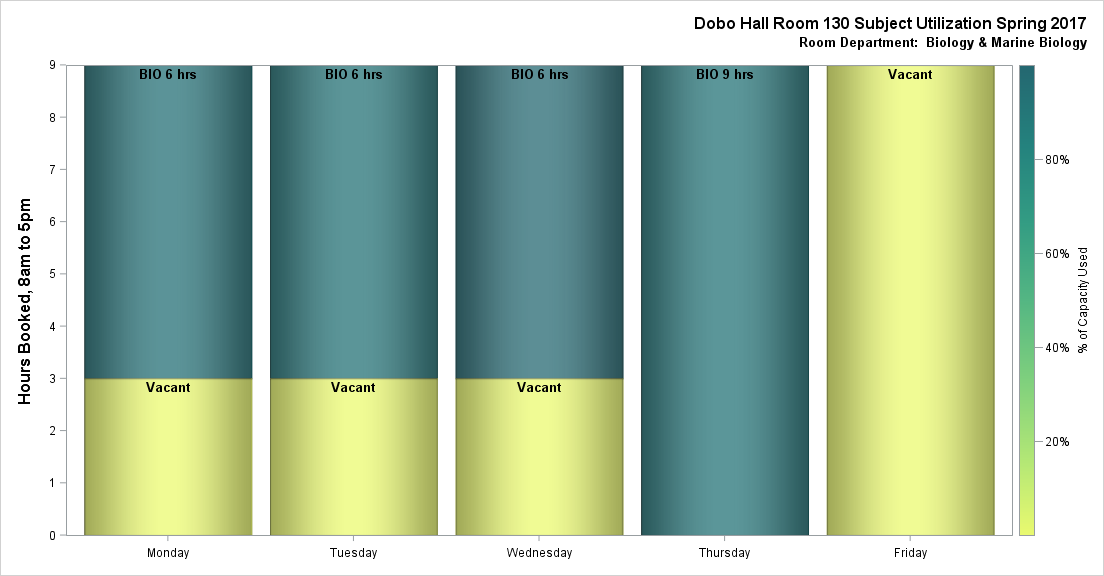 Dobo Hall Room 130 Subject Utilization Spring 2017
Room Department:  Biology & Marine Biology
Hours Booked, 8am to 5pm
9
8
7
6
5
4
3
2
1
0
BIO 6 hrs
BIO 6 hrs
BIO 6 hrs
BIO 9 hrs
Vacant
Vacant
Vacant
Vacant
Monday
Tuesday
Wednesday
Thursday
Friday
80%
60%
40%
20%
% of Capacity Used